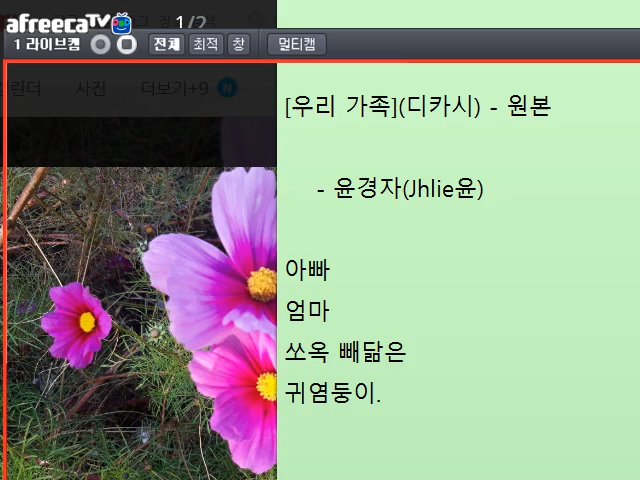 afreecaTV
1/2
1 라이브캠 전체 최적 창 멀티캠
린더 사진 더보기+9 N
[우리 가족](디카시) - 원본
- 윤경자(Jhlie윤)
아빠
엄마
쏘옥 빼닮은
귀염둥이.